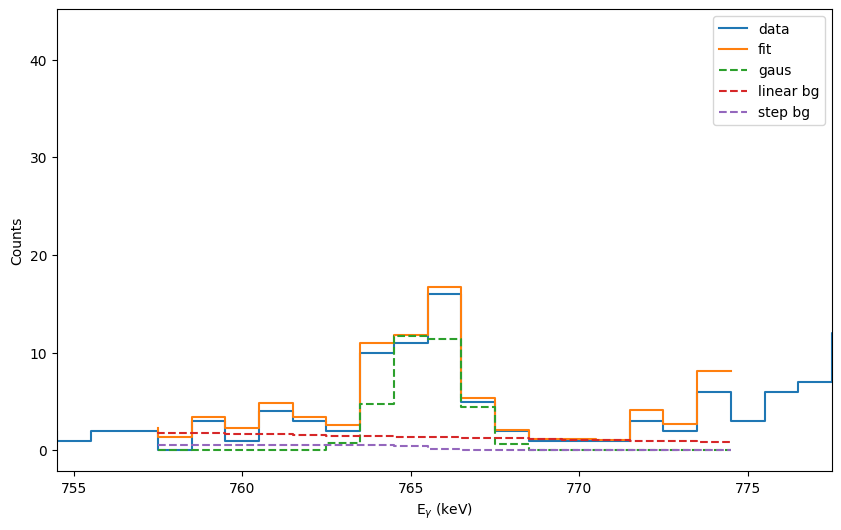 data
fit
gaus
linear bg
step bg
40
30
20
10
0
Counts
755 760 765 770 775
Eγ (keV)